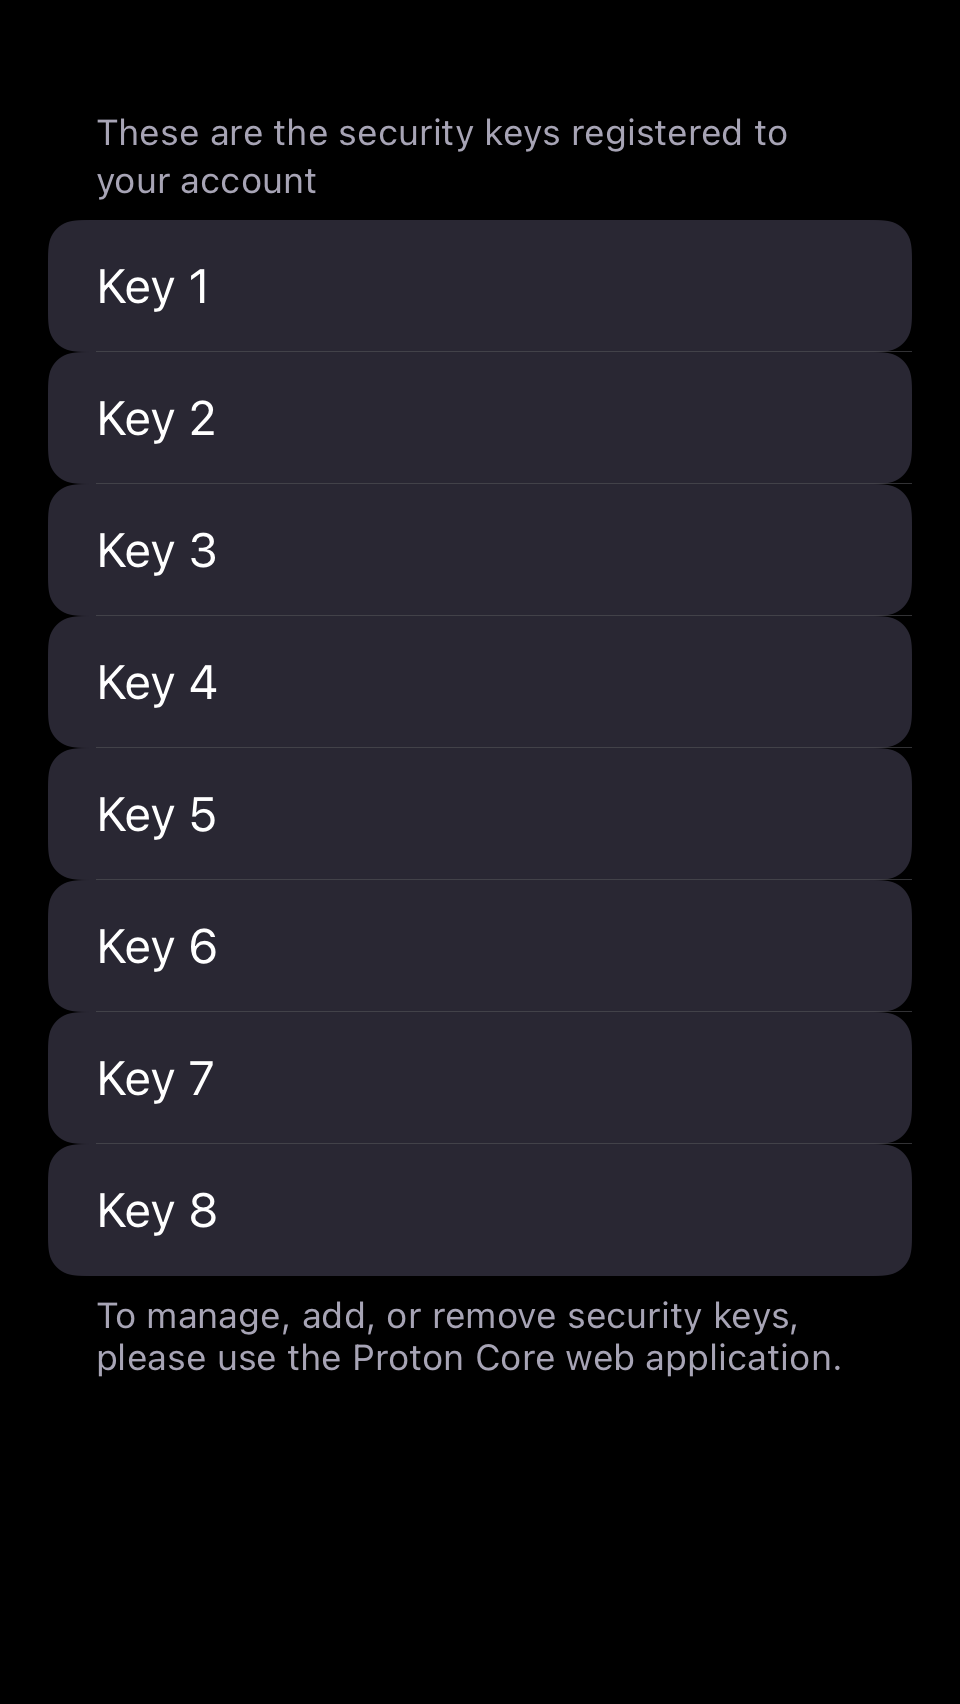 These are the security keys registered to
your account
Key 1
Key 2
Key 3
Key 4
Key 5
Key 6
Key 7
Key 8
To manage, add, or remove security keys,
please use the Proton Core web application.